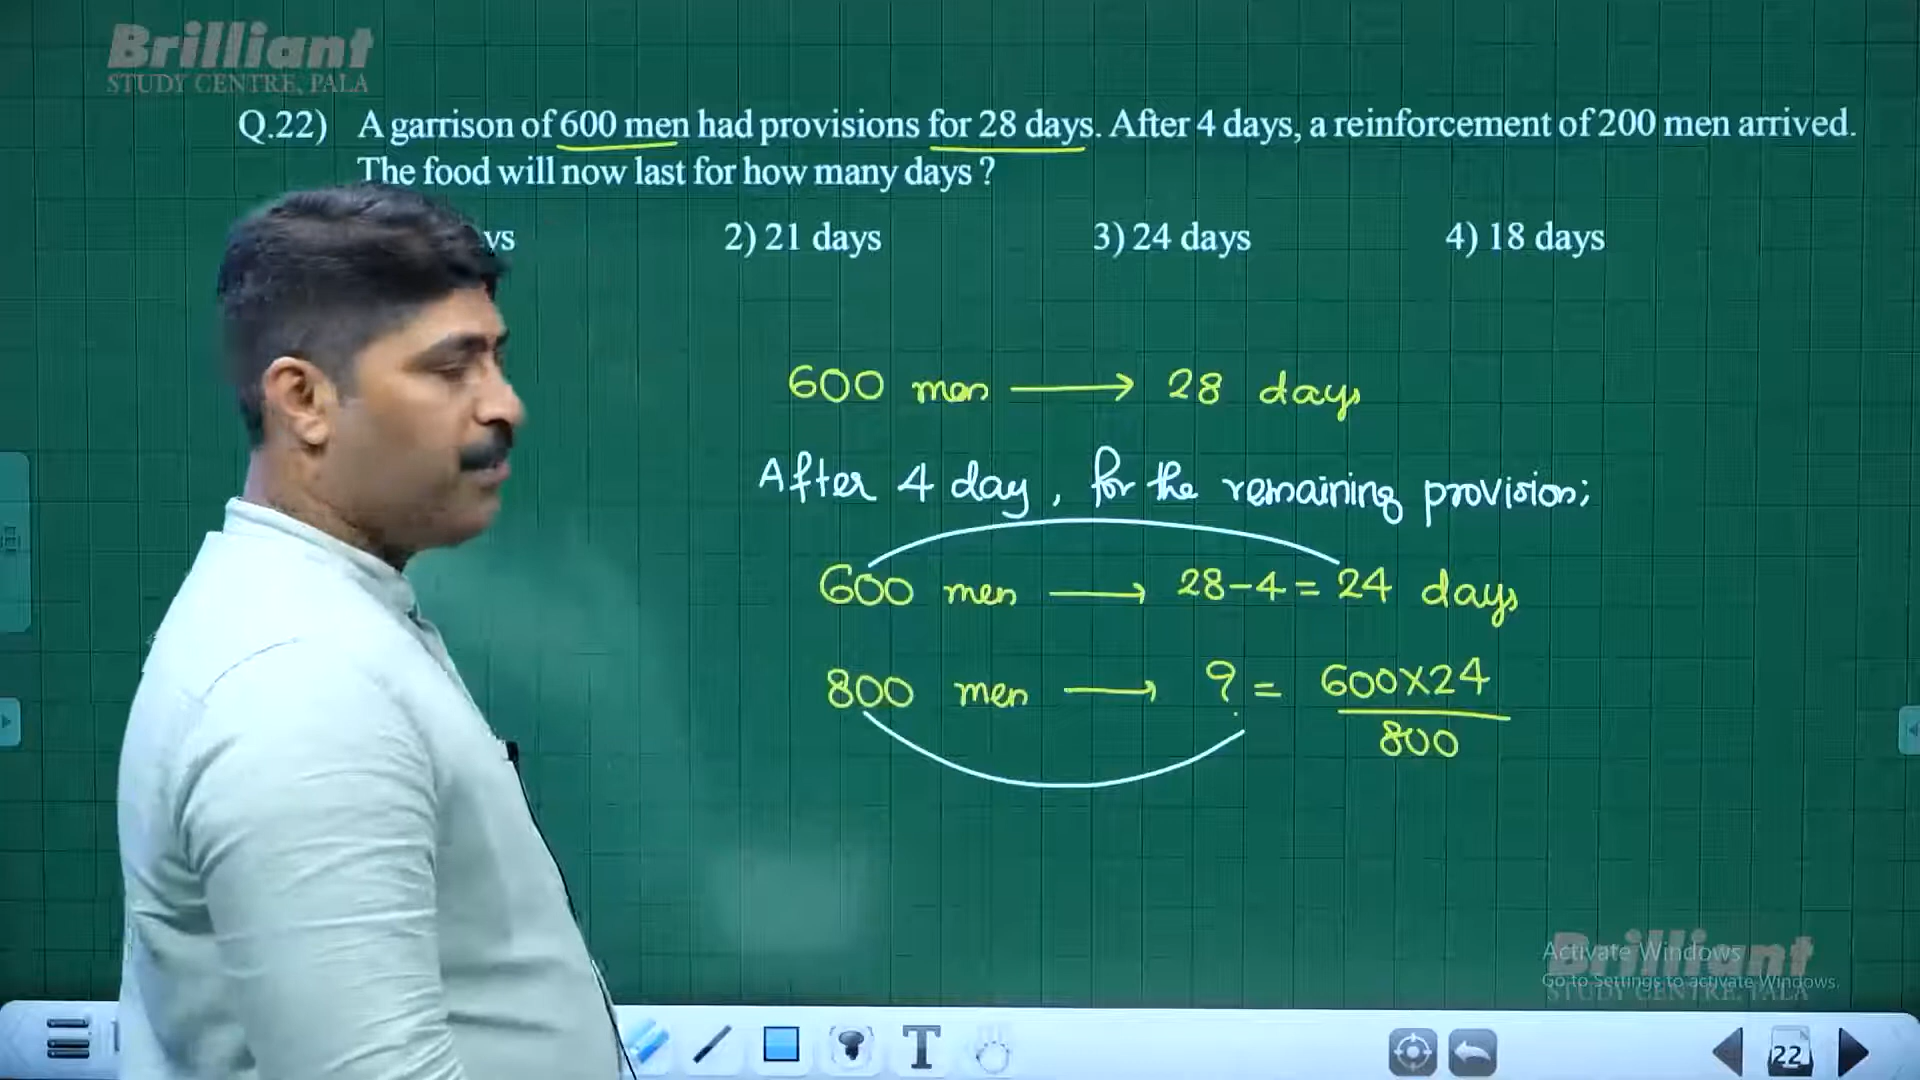 Brilliant
STUDY CENTRE, PALA
Q.22) A garrison of 600 men had provisions for 28 days. After 4 days, a reinforcement of 200 men arrived.
The food will now last for how many days ?
2) 21 days 3) 24 days 4) 18 days
600 men ⟶ 28 days
After 4 day, for the remaining provision;
600 men ⟶ 28-4 = 24 days
800 men ⟶ ? = 600×24
800
Activate Windows
Go to Settings to activate Windows.
Brilliant
STUDY CENTRE, PALA
T 22